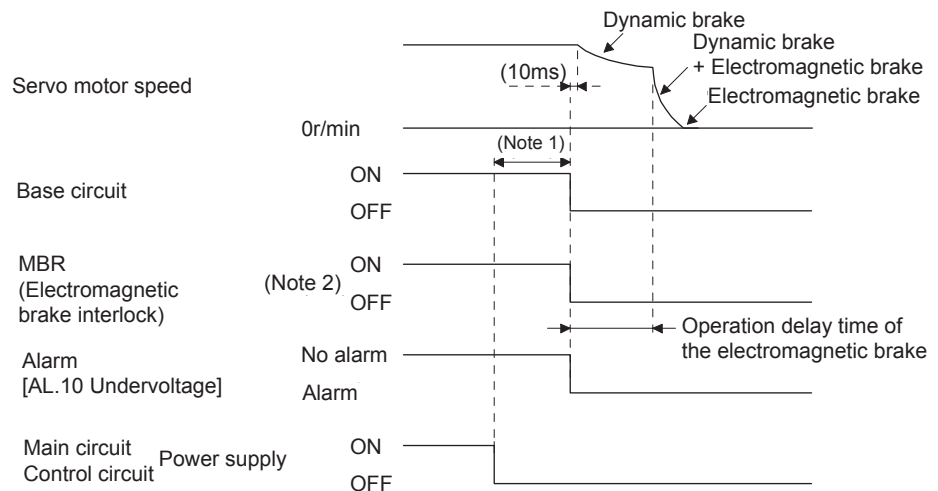 Dynamic brake
Dynamic brake
+ Electromagnetic brake
Electromagnetic brake
(10ms)
Servo motor speed
0r/min
(Note 1)
Base circuit
ON
OFF
MBR
(Electromagnetic
brake interlock)
(Note 2)
ON
OFF
Operation delay time of
the electromagnetic brake
Alarm
[AL.10 Undervoltage]
No alarm
Alarm
Main circuit
Control circuit
Power supply
ON
OFF